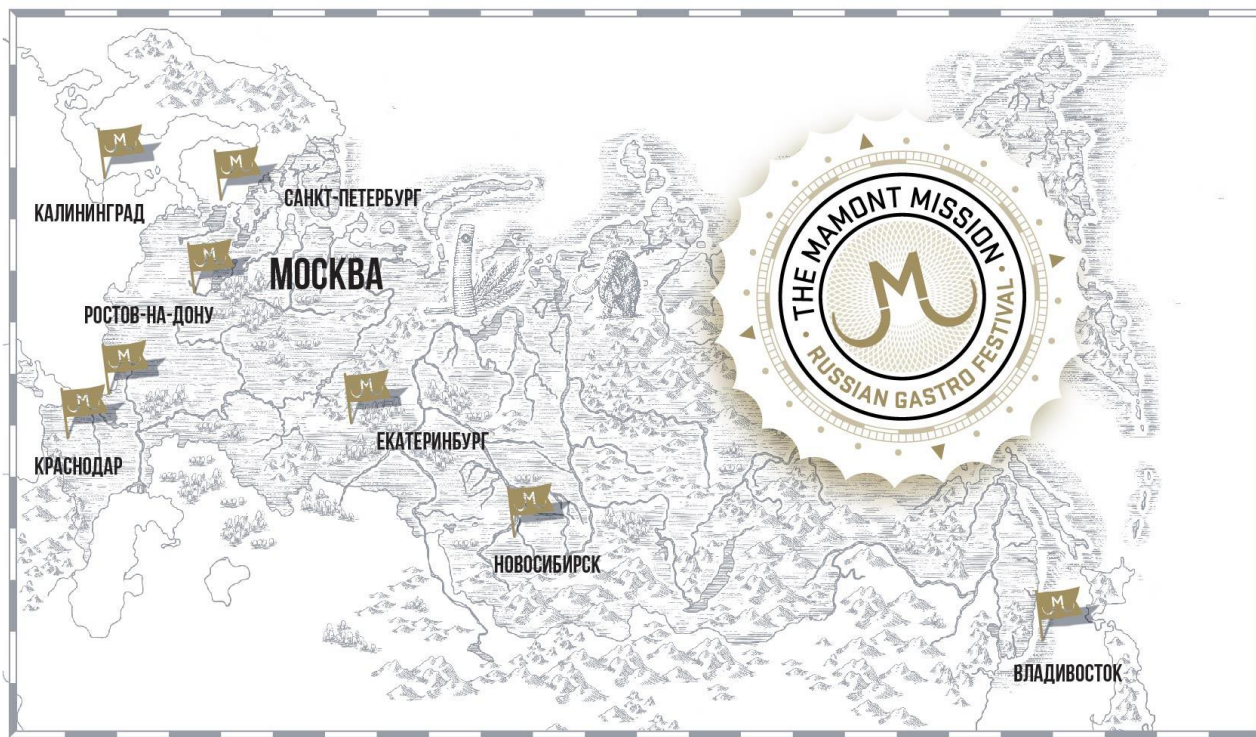 THE MAMONT MISSION
RUSSIAN GASTRO FESTIVAL
M
M
КАЛИНИНГРАД
M
САНКТ-ПЕТЕРБУРГ
M
МОСКВА
РОСТОВ-НА-ДОНУ
M
M
КРАСНОДАР
M
ЕКАТЕРИНБУРГ
M
НОВОСИБИРСК
M
ВЛАДИВОСТОК